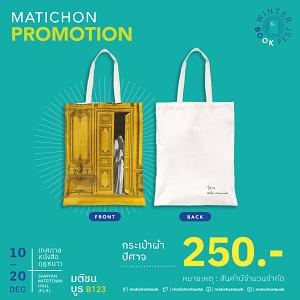 MATICHON
PROMOTION
WINTER
BOOK
FEST
FRONT
BACK
10
20
DEC
เทศกาล
หนังสือ
ฤดูหนาว
SAMYAN
MITRTOWN
HALL
(FL.5)
มติชน
บูธ B123
กระเป๋าผ้า
ปีศาจ
250.-
หมายเหตุ : สินค้ามีจำนวนจำกัด
matichonbook
matichonbook
matichonbook